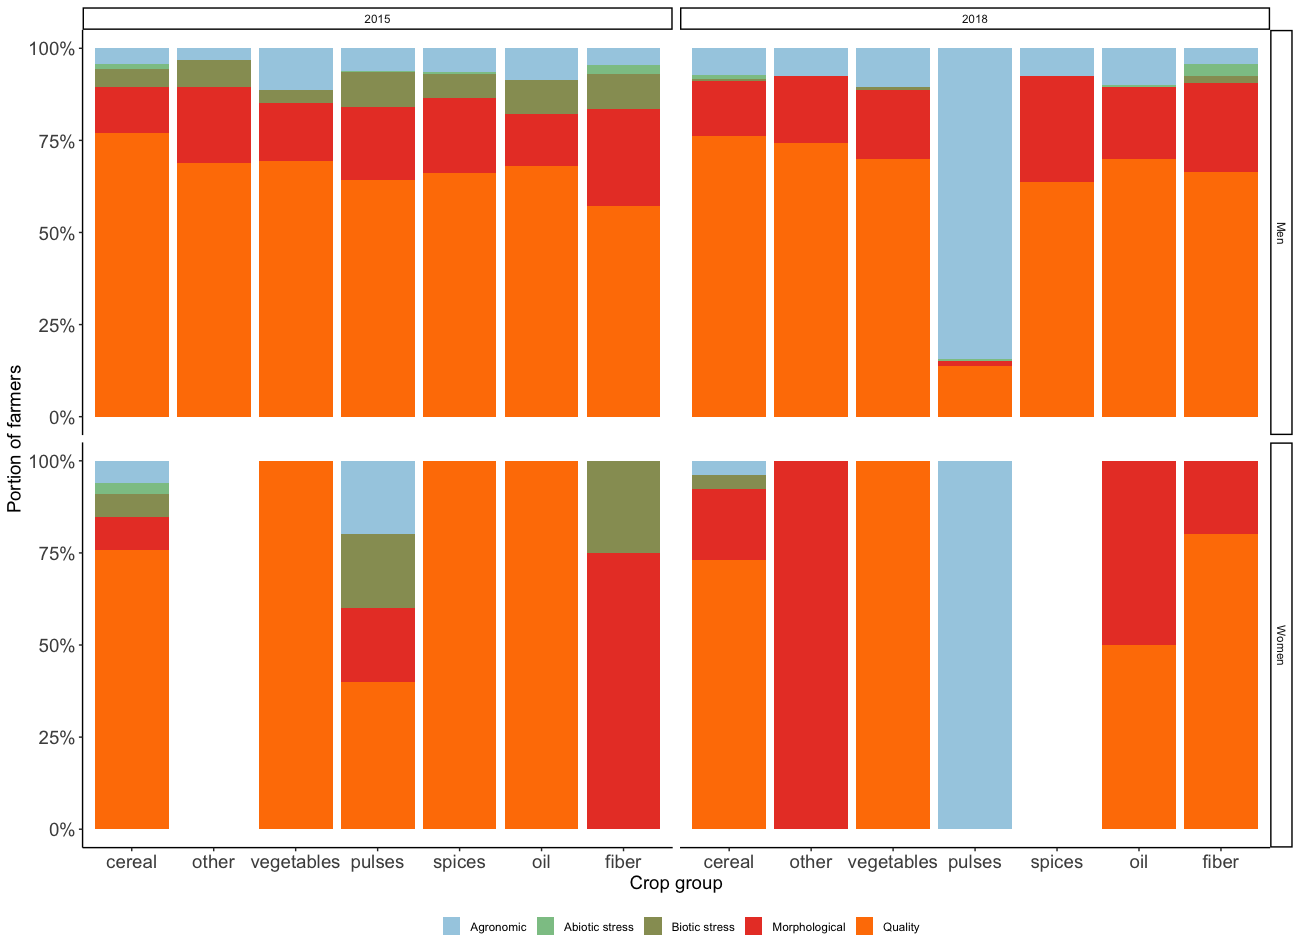 2015 2018
100%
75%
50%
25%
0%
Men
100%
75%
50%
25%
0%
Women
Portion of farmers
cereal other vegetables pulses spices oil fiber cereal other vegetables pulses spices oil fiber
Crop group
Agronomic Abiotic stress Biotic stress Morphological Quality